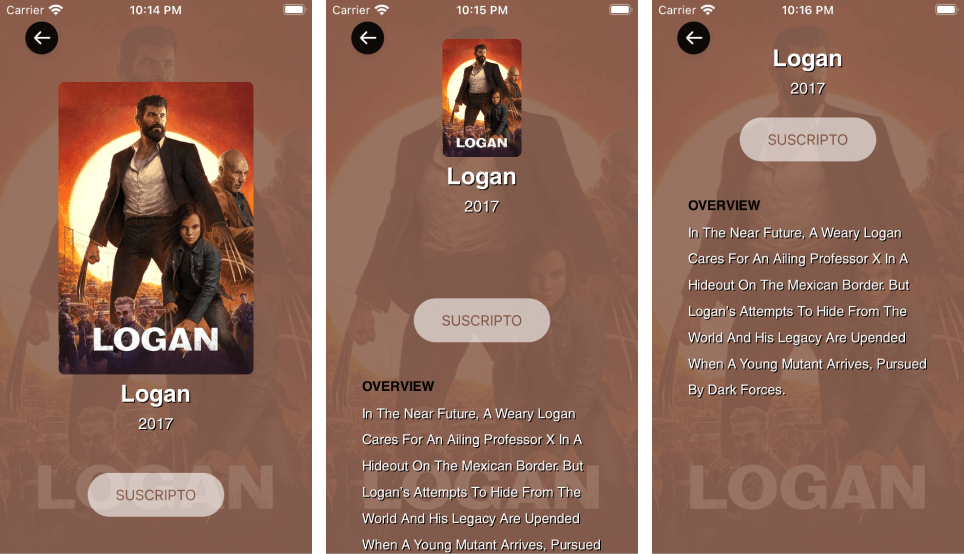 Carrier 10:14 PM
LOGAN
Logan
2017
LOGAN
SUSCRIPTO
Carrier 10:15 PM
LOGAN
Logan
2017
SUSCRIPTO
OVERVIEW
In The Near Future, A Weary Logan
Cares For An Ailing Professor X In A
Hideout On The Mexican Border. But
LOGAN
Logan's Attempts To Hide From The
World And His Legacy Are Upended
When A Young Mutant Arrives, Pursued
Carrier 10:16 PM
Logan
2017
SUSCRIPTO
OVERVIEW
In The Near Future, A Weary Logan
Cares For An Ailing Professor X In A
Hideout On The Mexican Border. But
Logan's Attempts To Hide From The
World And His Legacy Are Upended
When A Young Mutant Arrives, Pursued
By Dark Forces.
LOGAN